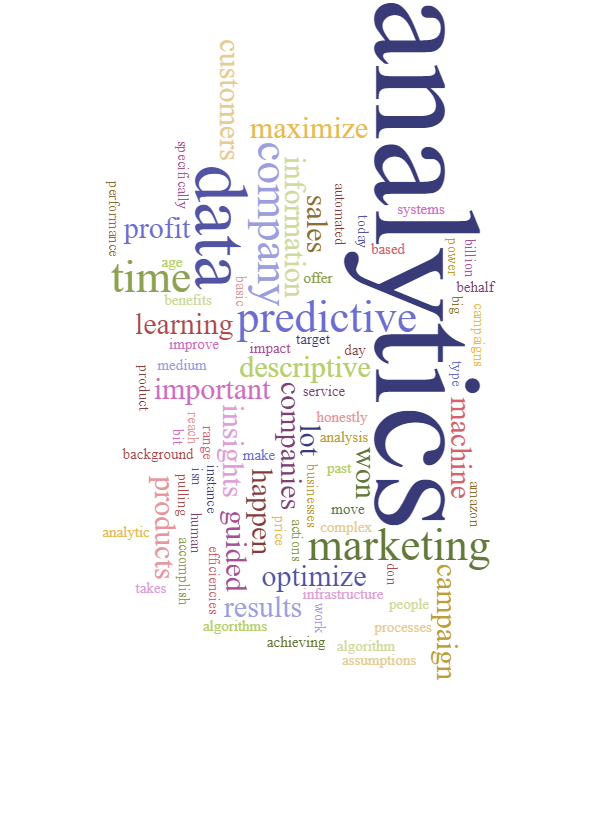 analytics
customers
maximize
specifically
data
company
information
sales
automated
today
systems
performance
profit
based
power
billion
age
time
basic
offer
behalf
benefits
big
campaigns
learning
predictive
improve
impact
target
day
medium
descriptive
type
product
important
companies
service
machine
reach
insights
honestly
bit
range
lot
analysis
background
make
won
isn
instance
businesses
past
amazon
products
pulling
happen
move
human
guided
price
actions
complex
analytic
marketing
accomplish
efficiencies
optimize
don
campaign
takes
infrastructure
results
work
people
algorithms
processes
achieving
algorithm
assumptions